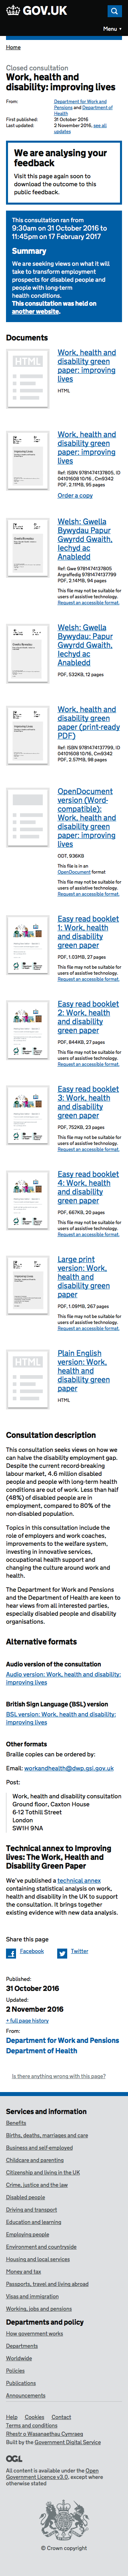 GOV.UK
Menu
Home
Closed consultation
Work, health and
disability: improving lives
From:
Department for Work and
Pensions and Department of
Health
First published:
31 October 2016
Last updated:
2 November 2016, see all
updates
We are analysing your
feedback
Visit this page again soon to
download the outcome to this
public feedback.
This consultation ran from
9:30am on 31 October 2016 to
11:45pm on 17 February 2017
Summary
We are seeking views on what it will
take to transform employment
prospects for disabled people and
people with long-term
health conditions.
This consultation was held on
another website.
Documents
HTML
Work, health and
disability green
paper: improving
lives
HTML
Work, health and
disability green
paper: improving
lives
Ref: ISBN 9781474137805, ID
04101608 10/16 , Cm9342
PDF, 2.11MB, 95 pages
Order a copy
Welsh: Gwella
Bywydau Papur
Gwyrdd Gwaith,
Iechyd ac
Anabledd
Ref: Gwe 9781474137805
Argraffedig 9781474137799
PDF, 2.14MB, 94 pages
This file may not be suitable for
users of assistive technology.
Request an accessible format.
Welsh: Gwella
Bywydau: Papur
Gwyrdd Gwaith,
Iechyd ac
Anabledd
PDF, 532KB, 12 pages
Work, health and
disability green
paper (print-ready
PDF)
Ref: ISBN 9781474137799, ID
04101608 10/16 , Cm9342
PDF, 2.57MB, 98 pages
OpenDocument
version (Word-
compatible):
Work, health and
disability green
paper: improving
lives
ODT, 936KB
This file is in an
OpenDocument format
This file may not be suitable for
users of assistive technology.
Request an accessible format.
Easy read booklet
1: Work, health
and disability
green paper
PDF, 1.03MB, 27 pages
This file may not be suitable for
users of assistive technology.
Request an accessible format.
Easy read booklet
2: Work, health
and disability
green paper
PDF, 844KB, 27 pages
This file may not be suitable for
users of assistive technology.
Request an accessible format.
Easy read booklet
3: Work, health
and disability
green paper
PDF, 752KB, 23 pages
This file may not be suitable for
users of assistive technology.
Request an accessible format.
Easy read booklet
4: Work, health
and disability
green paper
PDF, 667KB, 20 pages
This file may not be suitable for
users of assistive technology.
Request an accessible format.
Large print
version: Work,
health and
disability green
paper
PDF, 1.09MB, 267 pages
This file may not be suitable for
users of assistive technology.
Request an accessible format.
HTML
Plain English
version: Work,
health and
disability green
paper
HTML
Consultation description
This consultation seeks views on how
we can halve the disability
employment gap. Despite
the current record-breaking
labour market, 4.6 million
disabled people and
people with long-term
conditions are out of
work. Less than half
(48%) of disabled people
are in employment
compared to 80% of the
non-disabled population.
Topics in this consultation include the
employment support and
welfare systems,
employers and work
coaches, how statutory
services are set up, and
wider issues around
changing the culture
around work and health.
The Department for Work and Pensions
and the Department of Health are keen to hear
views from all interested parties,
especially disabled people and disability
organisations.
Alternative formats
Audio version of the consultation
Audio version: Work, health and disability:
improving lives
British Sign Language (BSL) version
BSL version: Work, health and disability:
improving lives
Other formats
Braille copies can be ordered by:
Email: workandhealth@dwp.gsi.gov.uk
Post:
Work, health and disability consultation
Ground floor, Caxton House
6-12 Tothill Street
London
SW1H 9NA
Technical annex to Improving
lives: The Work, Health and
Disability Green Paper
We've published a technical annex
Share this page
Facebook
Twitter
Published:
31 October 2016
Updated:
2 November 2016
+ full page history
From:
Department for Work and Pensions
Department of Health
Is there anything wrong with this page?
Services and information
Benefits
Births, deaths, marriages and care
Business and self-employed
Childcare and parenting
Citizenship and living in the UK
Crime, justice and the law
Disabled people
Driving and transport
Education and learning
Employing people
Environment and countryside
Housing and local services
Money and tax
Passports, travel and living abroad
Visas and immigration
Working, jobs and pensions
Departments and policy
How government works
Departments
Worldwide
Policies
Publications
Announcements
Help Cookies Contact
Terms and conditions
Rhestr o Wasanaethau Cymraeg
Built by the Government Digital Service
OGL
All content is available under the Open
Government Licence v3.0, except where
otherwise stated
© Crown copyright